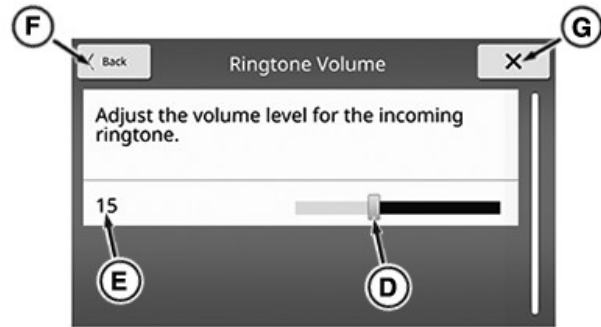 F
G
Back
Ringtone Volume
X
Adjust the volume level for the incoming
ringtone.
15
E
D